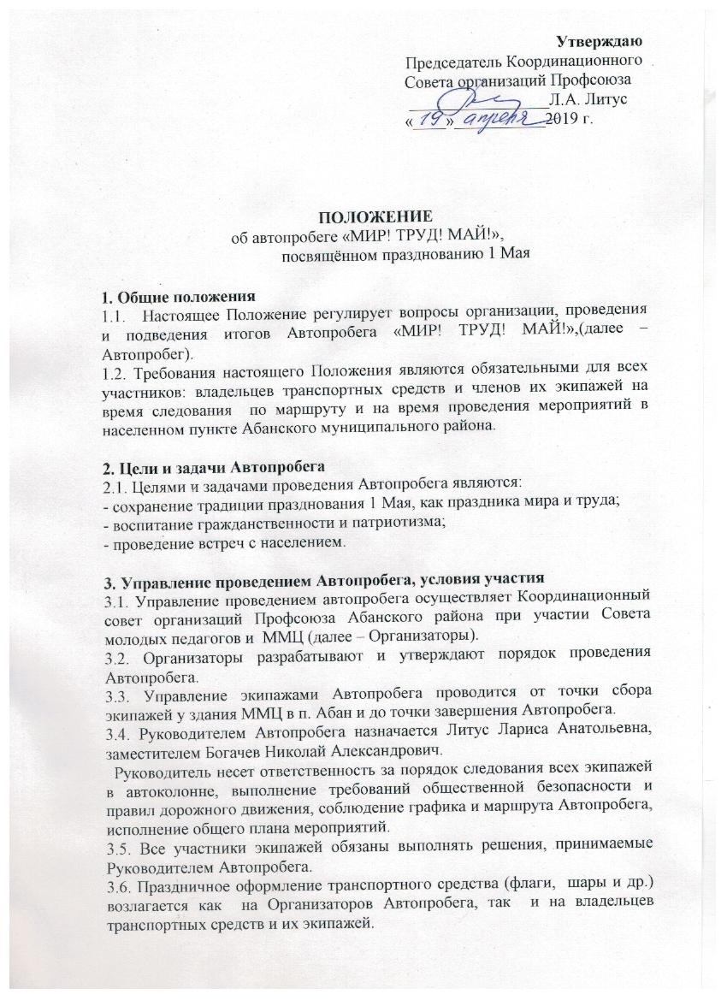 Утверждаю
Председатель Координационного
Совета организаций Профсоюза
_________________Л.А. Литус
« 19 » апреля 2019 г.
ПОЛОЖЕНИЕ
об автопробеге «МИР! ТРУД! МАЙ!»,
посвящённом празднованию 1 Мая
1. Общие положения
1.1. Настоящее Положение регулирует вопросы организации, проведения
и подведения итогов Автопробега «МИР! ТРУД! МАЙ!»,(далее –
Автопробег).
1.2. Требования настоящего Положения являются обязательными для всех
участников: владельцев транспортных средств и членов их экипажей на
время следования по маршруту и на время проведения мероприятий в
населенном пункте Абанского муниципального района.
2. Цели и задачи Автопробега
2.1. Целями и задачами проведения Автопробега являются:
- сохранение традиции празднования 1 Мая, как праздника мира и труда;
- воспитание гражданственности и патриотизма;
- проведение встреч с населением.
3. Управление проведением Автопробега, условия участия
3.1. Управление проведением автопробега осуществляет Координационный
совет организаций Профсоюза Абанского района при участии Совета
молодых педагогов и ММЦ (далее – Организаторы).
3.2. Организаторы разрабатывают и утверждают порядок проведения
Автопробега.
3.3. Управление экипажами Автопробега проводится от точки сбора
экипажей у здания ММЦ в п. Абан и до точки завершения Автопробега.
3.4. Руководителем Автопробега назначается Литус Лариса Анатольевна,
заместителем Богачев Николай Александрович.
Руководитель несет ответственность за порядок следования всех экипажей
в автоколонне, выполнение требований общественной безопасности и
правил дорожного движения, соблюдение графика и маршрута Автопробега,
исполнение общего плана мероприятий.
3.5. Все участники экипажей обязаны выполнять решения, принимаемые
Руководителем Автопробега.
3.6. Праздничное оформление транспортного средства (флаги, шары и др.)
возлагается как на Организаторов Автопробега, так и на владельцев
транспортных средств и их экипажей.